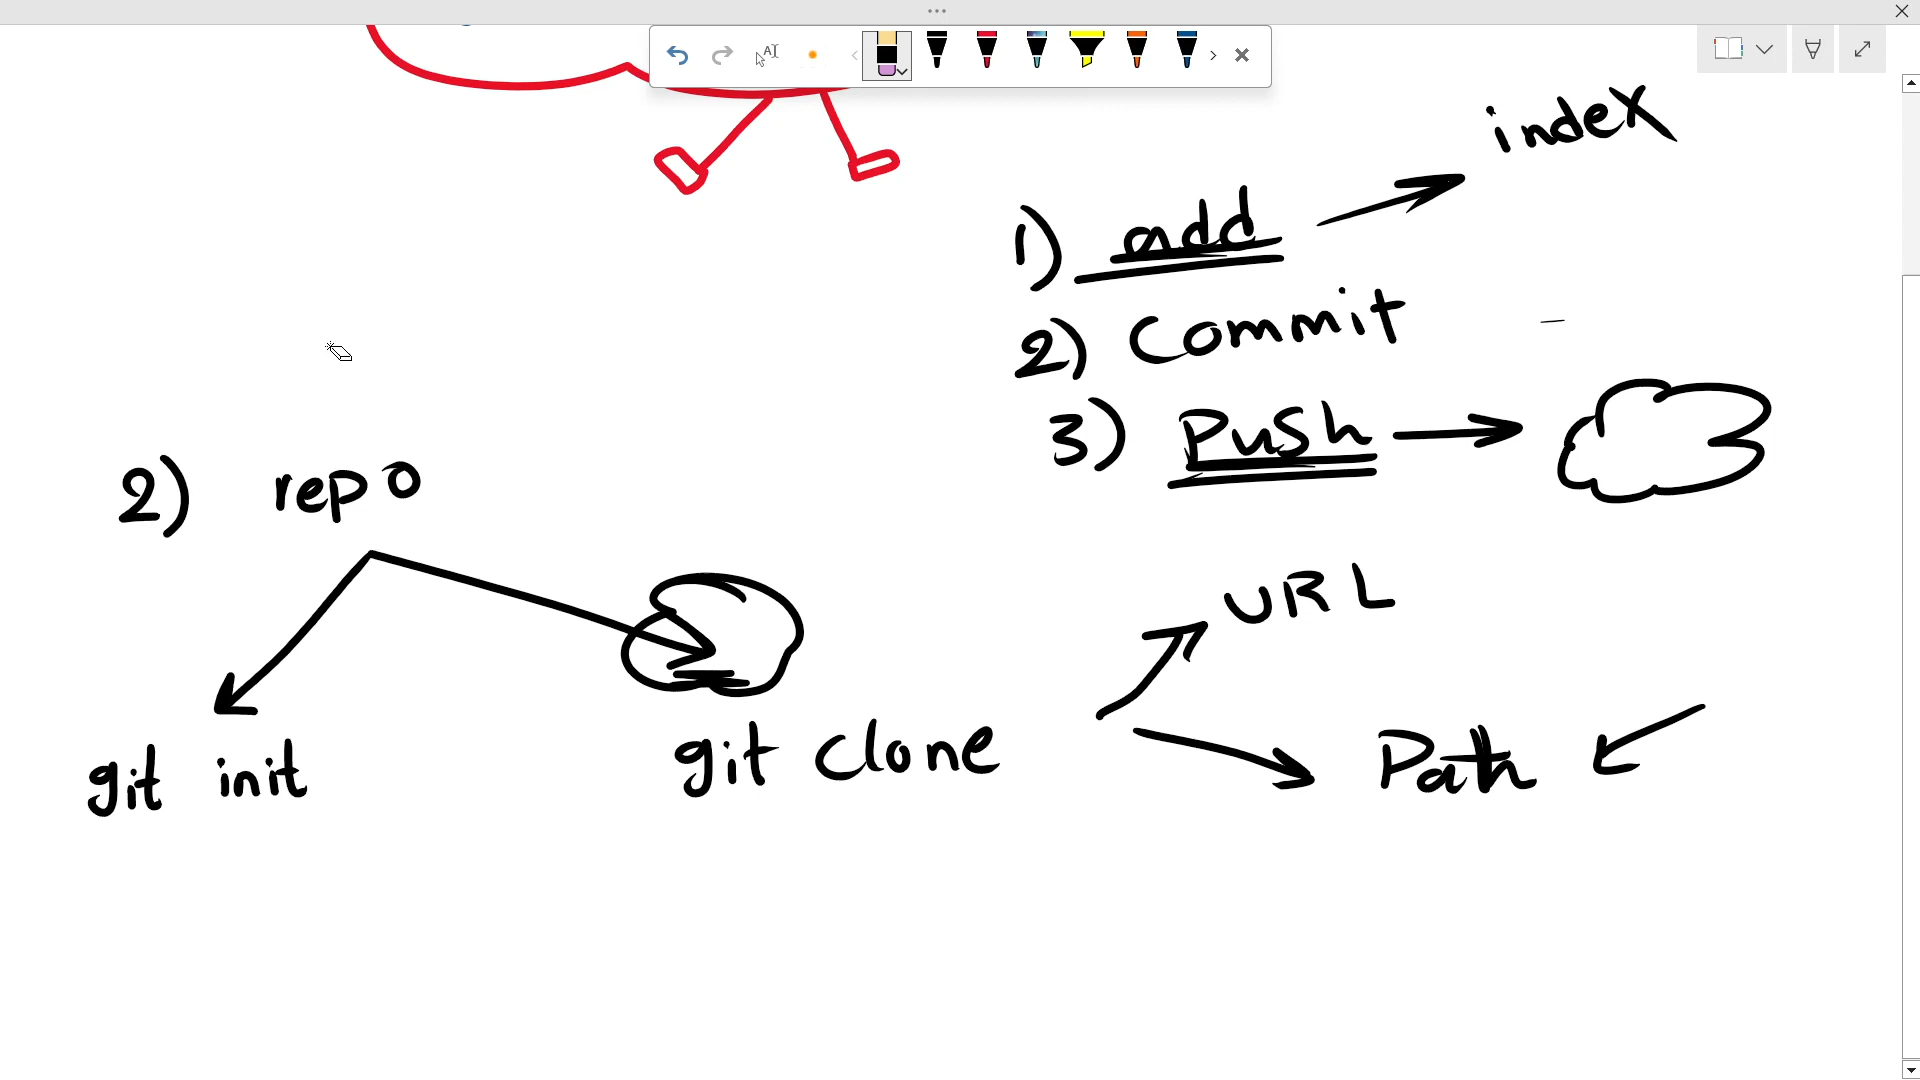 index
1) add
2) Commit
3) Push
2) repo
URL
git init
git clone
Path